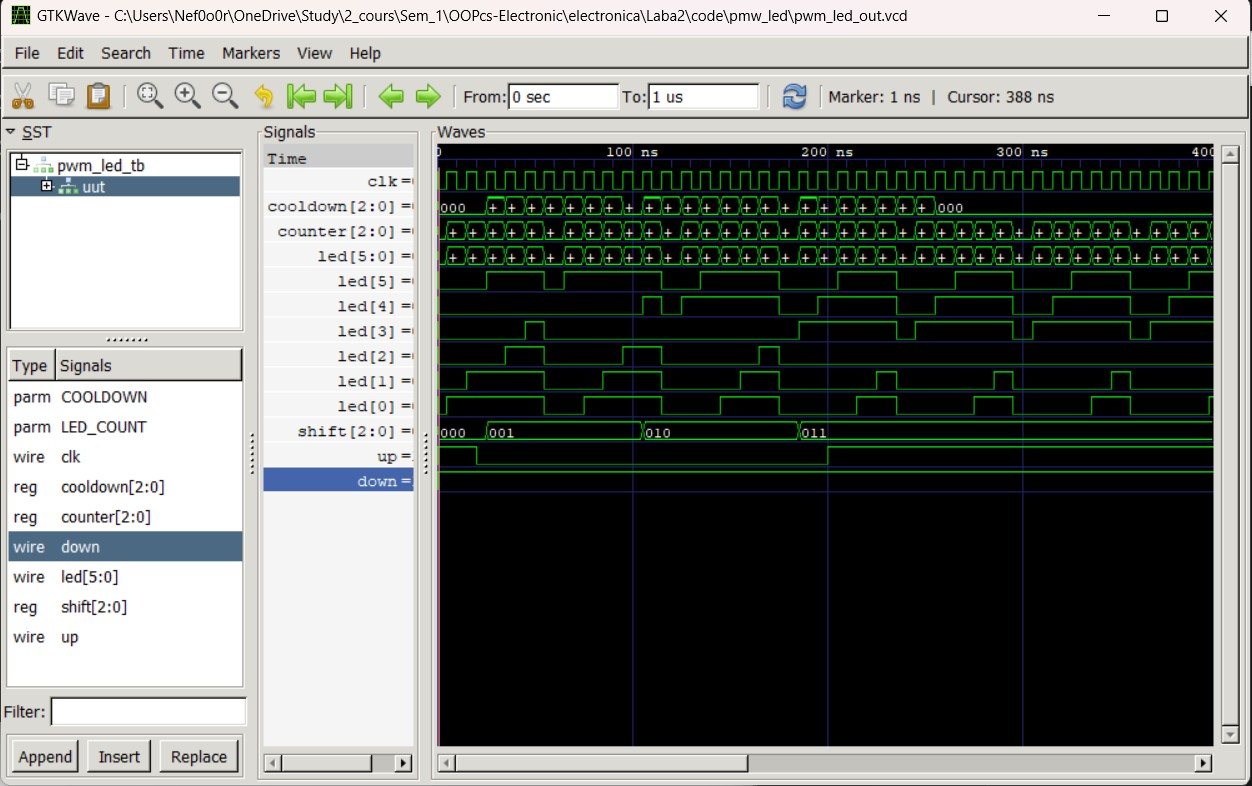 GTKWave - C:\Users\Nef0o0r\OneDrive\Study\2_cours\Sem_1\OOPcs-Electronic\electronica\Laba2\code\pmw_led\pwm_led_out.vcd
File Edit Search Time Markers View Help
From: 0 sec To: 1 us Marker: 1 ns | Cursor: 388 ns
SST
pwm_led_tb
uut
Type Signals
parm COOLDOWN
parm LED_COUNT
wire clk
reg cooldown[2:0]
reg counter[2:0]
wire down
wire led[5:0]
reg shift[2:0]
wire up
Filter:
Append Insert Replace
Signals
Time
clk =
cooldown[2:0] =
counter[2:0] =
led[5:0] =
led[5] =
led[4] =
led[3] =
led[2] =
led[1] =
led[0] =
shift[2:0] =
up =
down =
Waves
0 100 ns 200 ns 300 ns 400
000 + + + + + + + + + + + + + + + + + + + + + + + 000
+ + + + + + + + + + + + + + + + + + + + + + + + + + + + + + + + + + + + + + +
+ + + + + + + + + + + + + + + + + + + + + + + + + + + + + + + + + + + + + + +
000 001 010 011